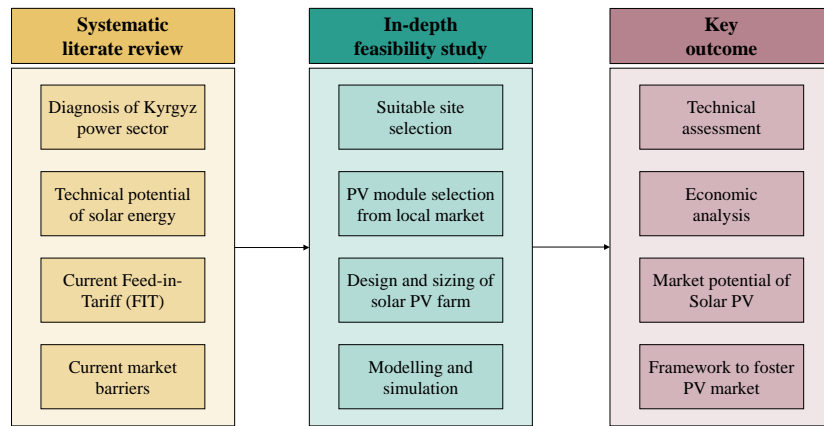 Systematic
literate review
Diagnosis of Kyrgyz
power sector
Technical potential
of solar energy
Current Feed-in-
Tariff (FIT)
Current market
barriers
In-depth
feasibility study
Suitable site
selection
PV module selection
from local market
Design and sizing of
solar PV farm
Modelling and
simulation
Key
outcome
Technical
assessment
Economic
analysis
Market potential of
Solar PV
Framework to foster
PV market